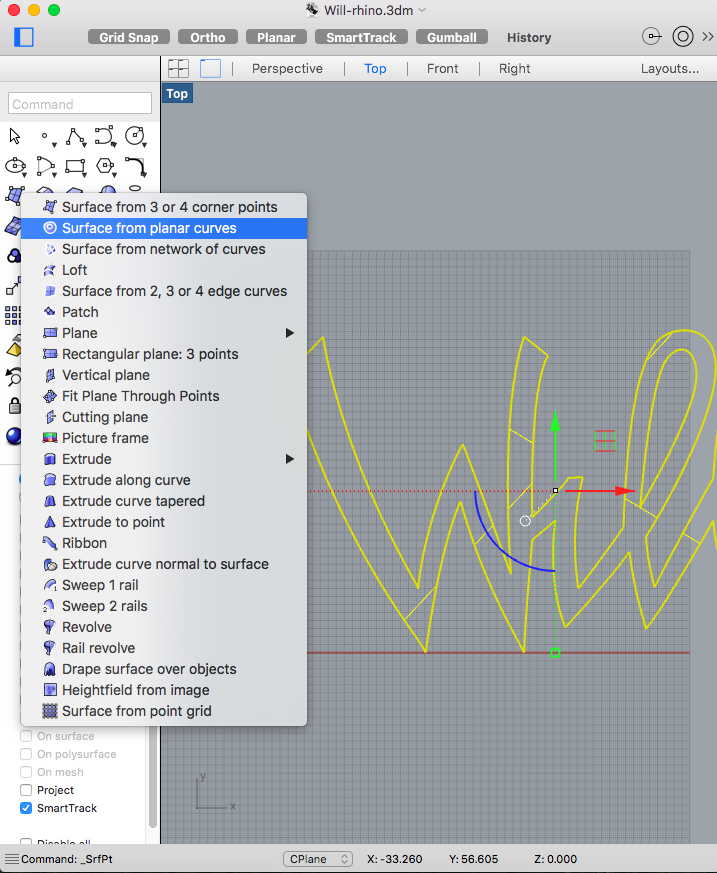 Will-rhino.3dm
Grid Snap Ortho Planar SmartTrack Gumball History
Perspective Top Front Right Layouts...
Top
Command
Surface from 3 or 4 corner points
Surface from planar curves
Surface from network of curves
Loft
Surface from 2, 3 or 4 edge curves
Patch
Plane
Rectangular plane: 3 points
Vertical plane
Fit Plane Through Points
Cutting plane
Picture frame
Extrude
Extrude along curve
Extrude curve tapered
Extrude to point
Ribbon
Extrude curve normal to surface
Sweep 1 rail
Sweep 2 rails
Revolve
Rail revolve
Drape surface over objects
Heightfield from image
Surface from point grid
On surface
On polysurface
On mesh
Project
SmartTrack
Disable all
y
x
Command: _SrfPt CPlane X: -33.260 Y: 56.605 Z: 0.000